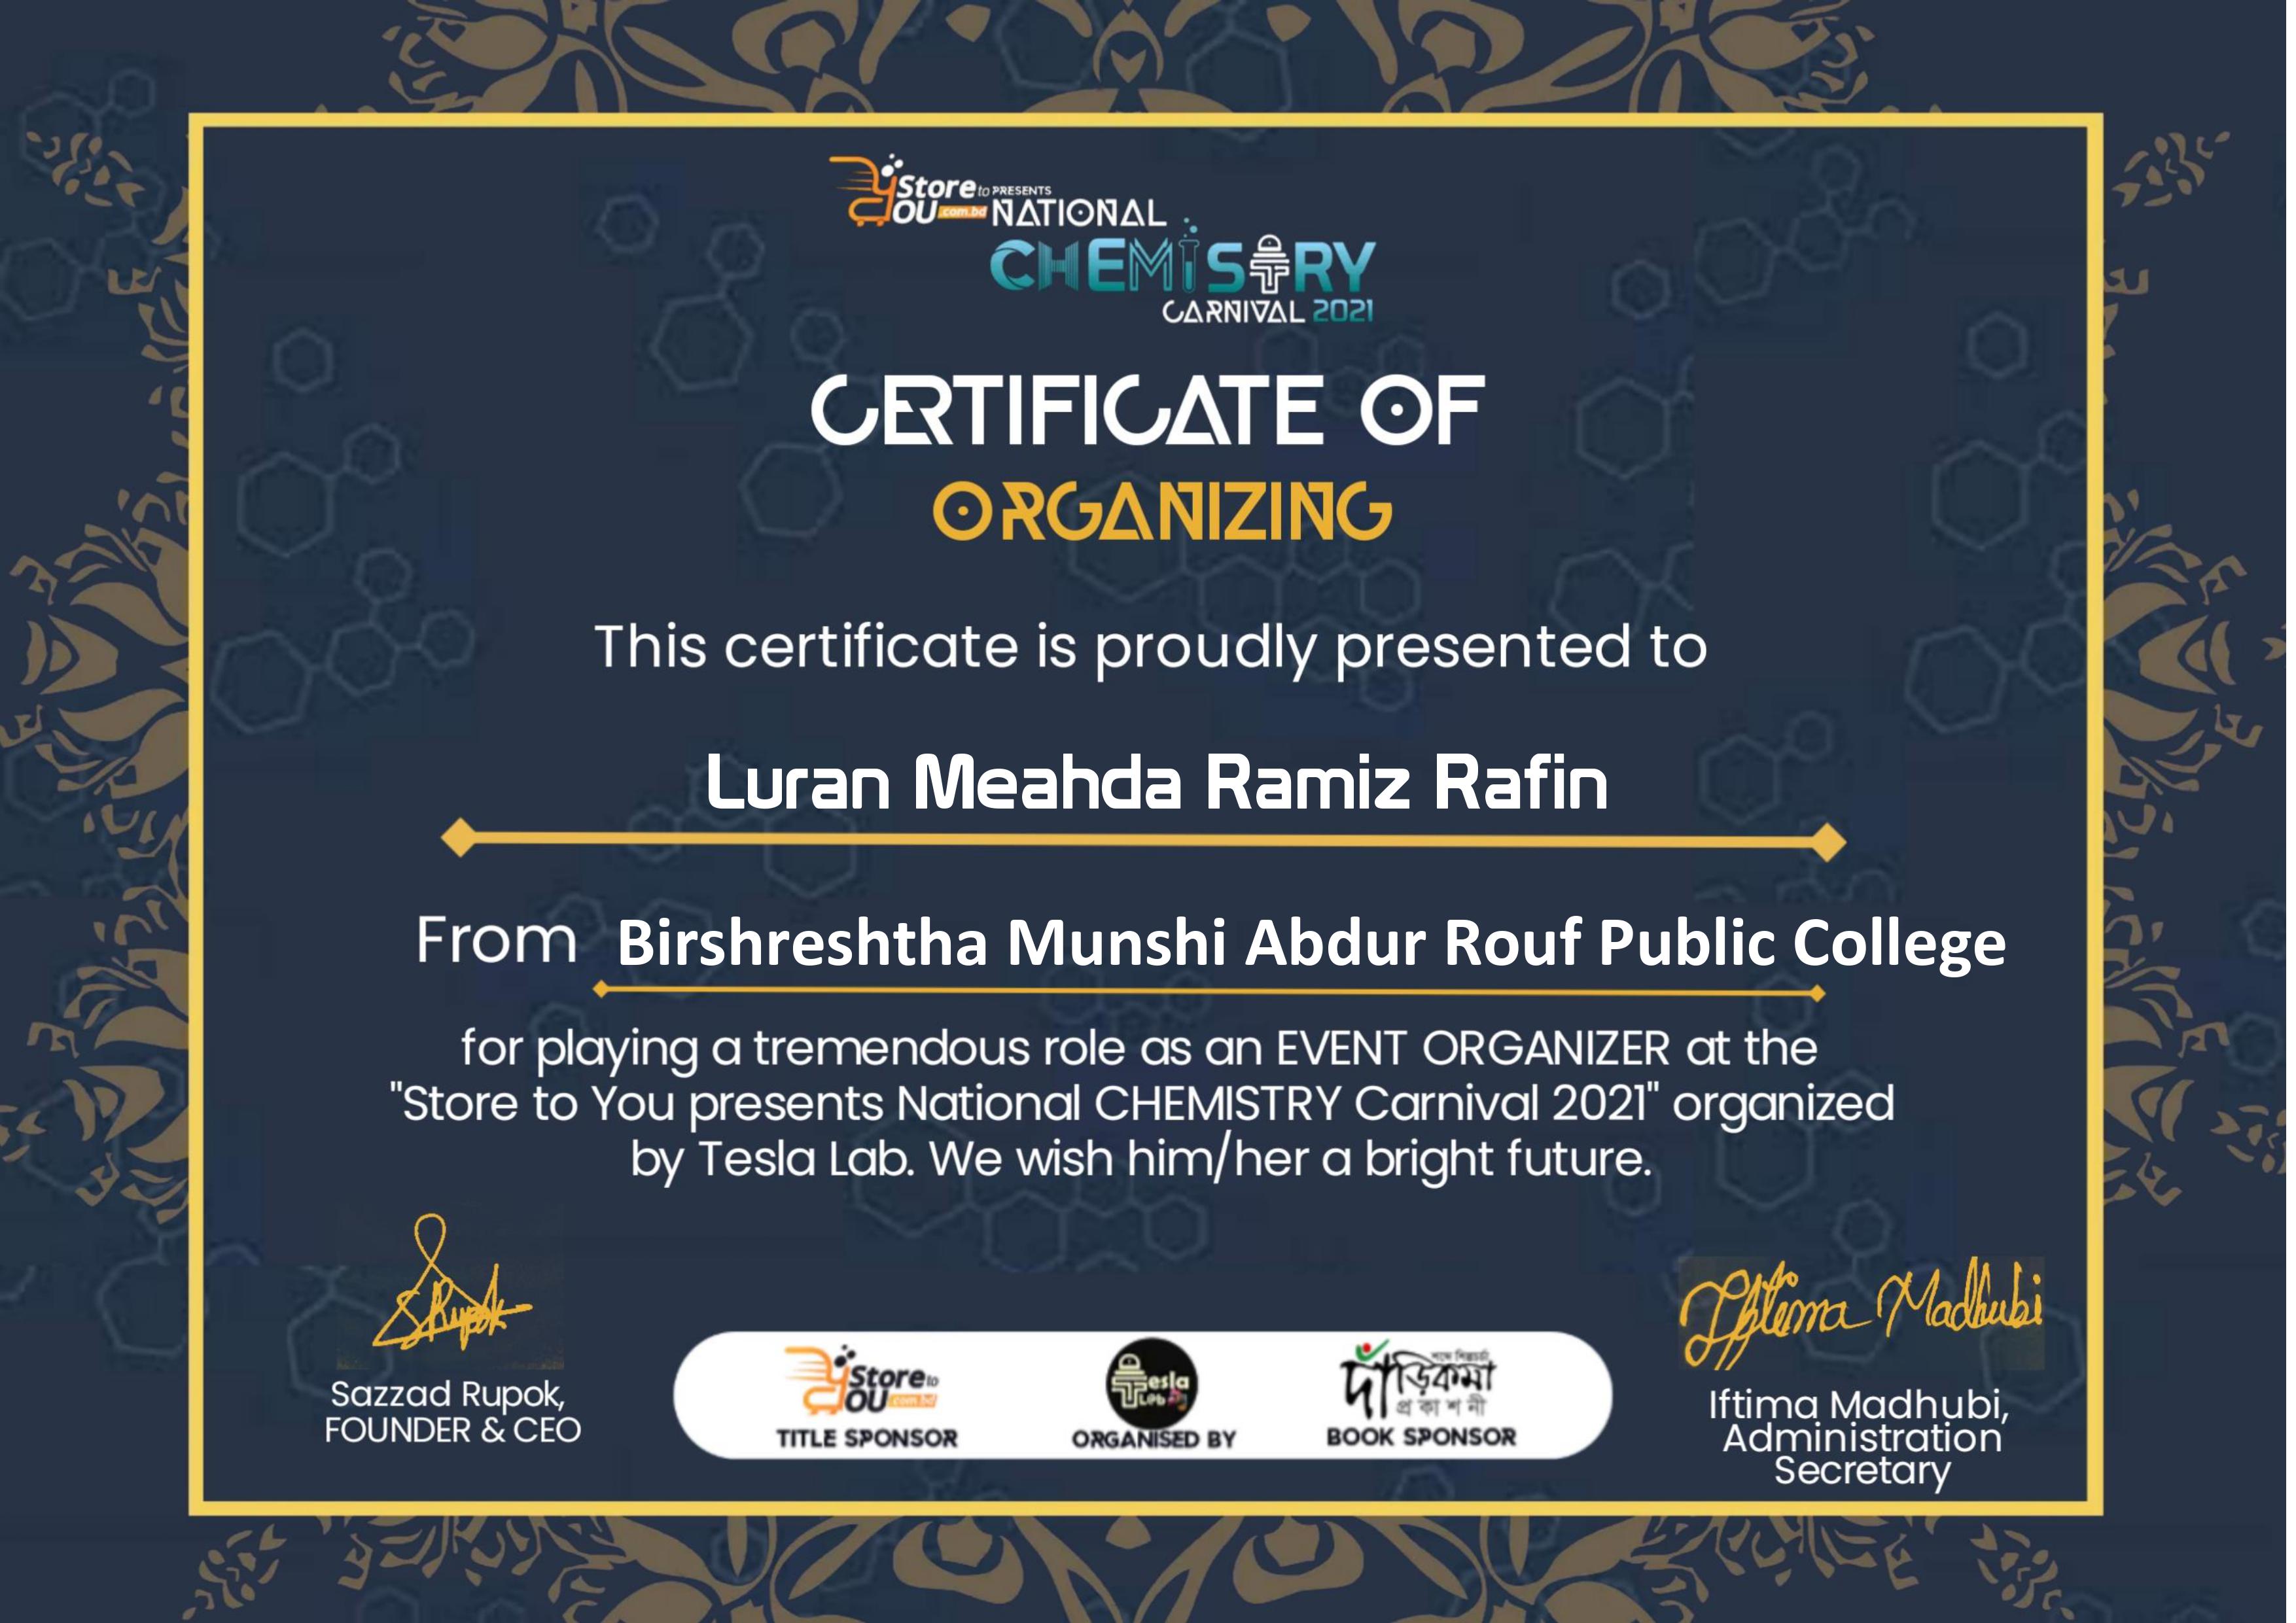 Store to PRESENTS
YOU .com.bd NATIONAL
CHEMISTRY
CARNIVAL 2021
CERTIFICATE OF
ORGANIZING
This certificate is proudly presented to
Luran Meahda Ramiz Rafin
From Birshreshtha Munshi Abdur Rouf Public College
for playing a tremendous role as an EVENT ORGANIZER at the
"Store to You presents National CHEMISTRY Carnival 2021" organized
by Tesla Lab. We wish him/her a bright future.
SRupok
Sazzad Rupok,
FOUNDER & CEO
Store to
YOU .com.bd
TITLE SPONSOR
Tesla
Lab
ORGANISED BY
দাঁড়িকমা
প্রকাশনী
BOOK SPONSOR
Iftima Madhubi
Iftima Madhubi,
Administration
Secretary